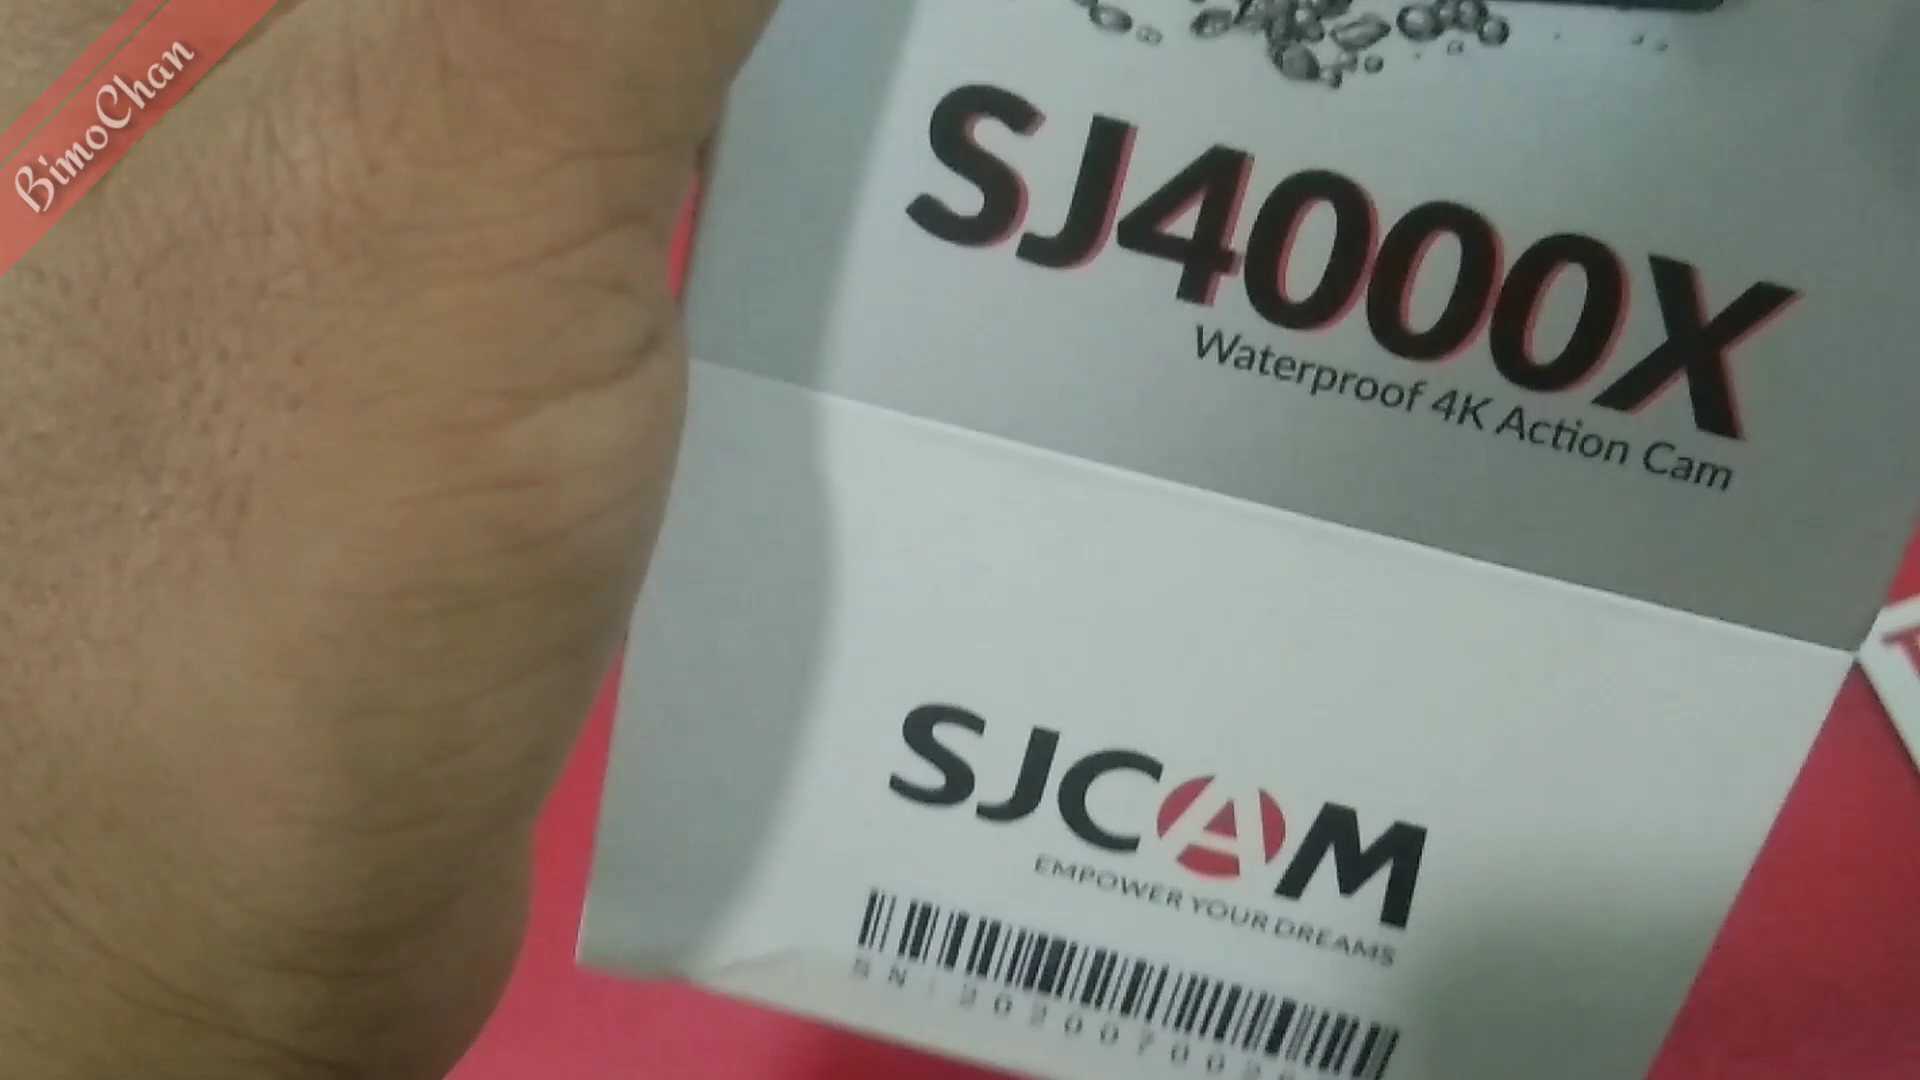 BimoChan
SJ4000X
Waterproof 4K Action Cam
SJCAM
EMPOWER YOUR DREAMS